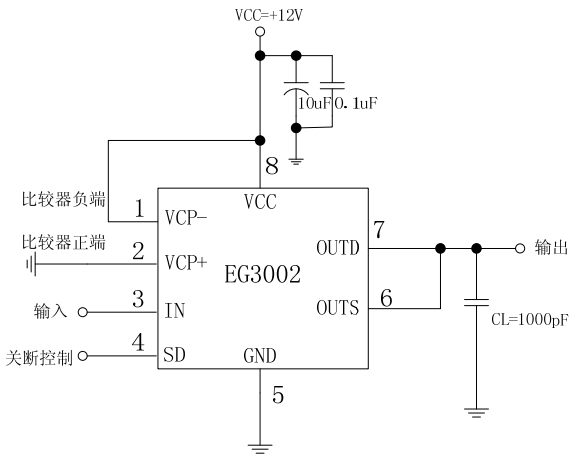 VCC=+12V
10uF
0.1uF
8
VCC
比较器负端
1
VCP-
7
OUTD
输出
比较器正端
2
VCP+
EG3002
输入
3
IN
OUTS
6
CL=1000pF
关断控制
4
SD
GND
5